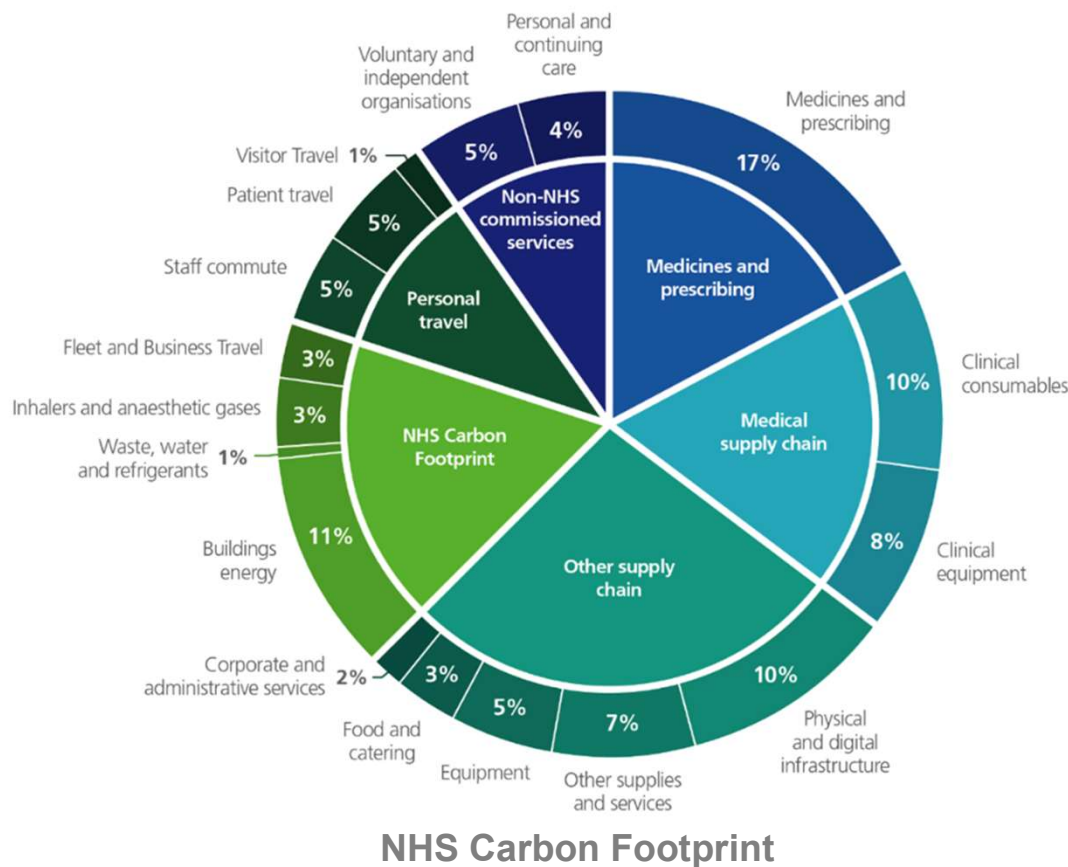 Personal and
continuing
care
4%
Voluntary and
independent
organisations
5%
Non-NHS
commissioned
services
Medicines and
prescribing
17%
Medicines and
prescribing
Clinical
consumables
10%
Medical
supply chain
8%
Clinical
equipment
Other supply
chain
10%
Physical
and digital
infrastructure
7%
Other supplies
and services
5%
Equipment
3%
Food and
catering
Corporate and
administrative services
2%
Buildings
energy
11%
Waste, water
and refrigerants
1%
Inhalers and anaesthetic gases
3%
Fleet and Business Travel
3%
NHS Carbon
Footprint
Staff commute
5%
Patient travel
5%
Visitor Travel 1%
Personal
travel
NHS Carbon Footprint